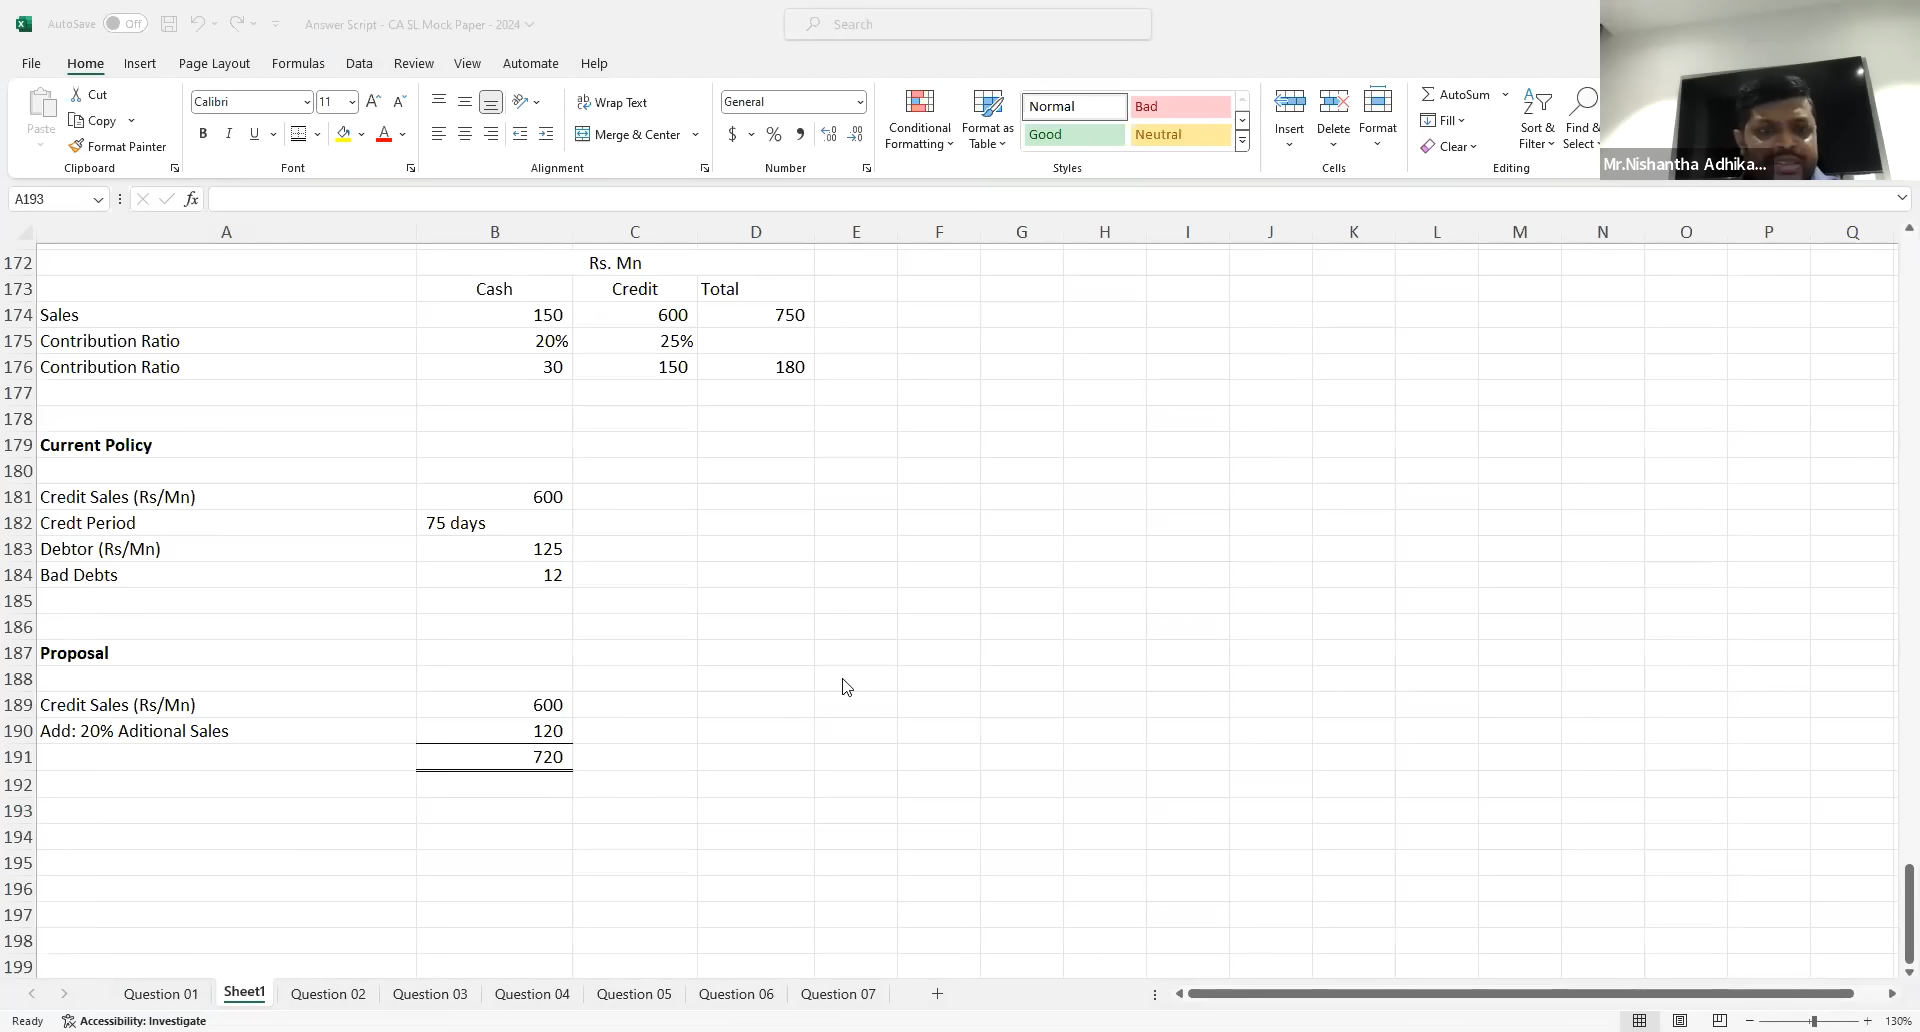 AutoSave Off Answer Script - CA SL Mock Paper - 2024 Search
File Home Insert Page Layout Formulas Data Review View Automate Help
Paste Cut Copy Format Painter
Clipboard
Calibri 11
B I U A
Font
Wrap Text
Merge & Center
Alignment
General
$ % ,
Number
Conditional Formatting
Format as Table
Normal Bad
Good Neutral
Styles
Insert Delete Format
Cells
AutoSum
Fill
Clear
Sort & Filter
Find & Select
Editing
Mr.Nishantha Adhika...
A193 fx
A B C D E F G H I J K L M N O P Q
172 Rs. Mn
173 Cash Credit Total
174 Sales 150 600 750
175 Contribution Ratio 20% 25%
176 Contribution Ratio 30 150 180
177
178
179 Current Policy
180
181 Credit Sales (Rs/Mn) 600
182 Credt Period 75 days
183 Debtor (Rs/Mn) 125
184 Bad Debts 12
185
186
187 Proposal
188
189 Credit Sales (Rs/Mn) 600
190 Add: 20% Aditional Sales 120
191 720
192
193
194
195
196
197
198
199
Question 01 Sheet1 Question 02 Question 03 Question 04 Question 05 Question 06 Question 07
Ready Accessibility: Investigate 130%